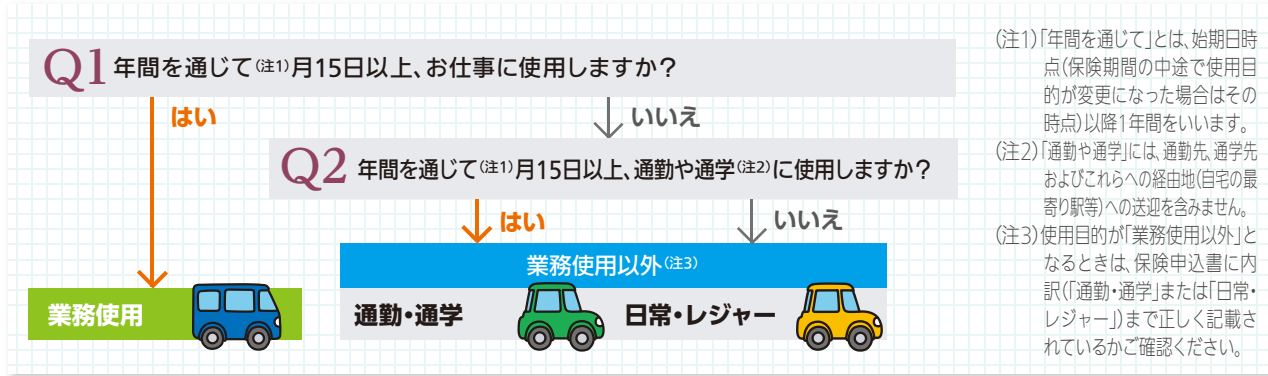 Q1 年間を通じて(注1)月15日以上、お仕事に使用しますか?
はい
いいえ
Q2 年間を通じて(注1)月15日以上、通勤や通学(注2)に使用しますか?
はい
いいえ
業務使用以外(注3)
業務使用
通勤・通学
日常・レジャー
(注1)「年間を通じて」とは、始期日時
点(保険期間の中途で使用目
的が変更になった場合はその
時点)以降1年間をいいます。
(注2)「通勤や通学」には、通勤先、通学先
およびこれらへの経由地(自宅の最
寄り駅等)への送迎を含みません。
(注3)使用目的が「業務使用以外」と
なるときは、保険申込書に内
訳(「通勤・通学」または「日常・
レジャー」)まで正しく記載さ
れているかご確認ください。